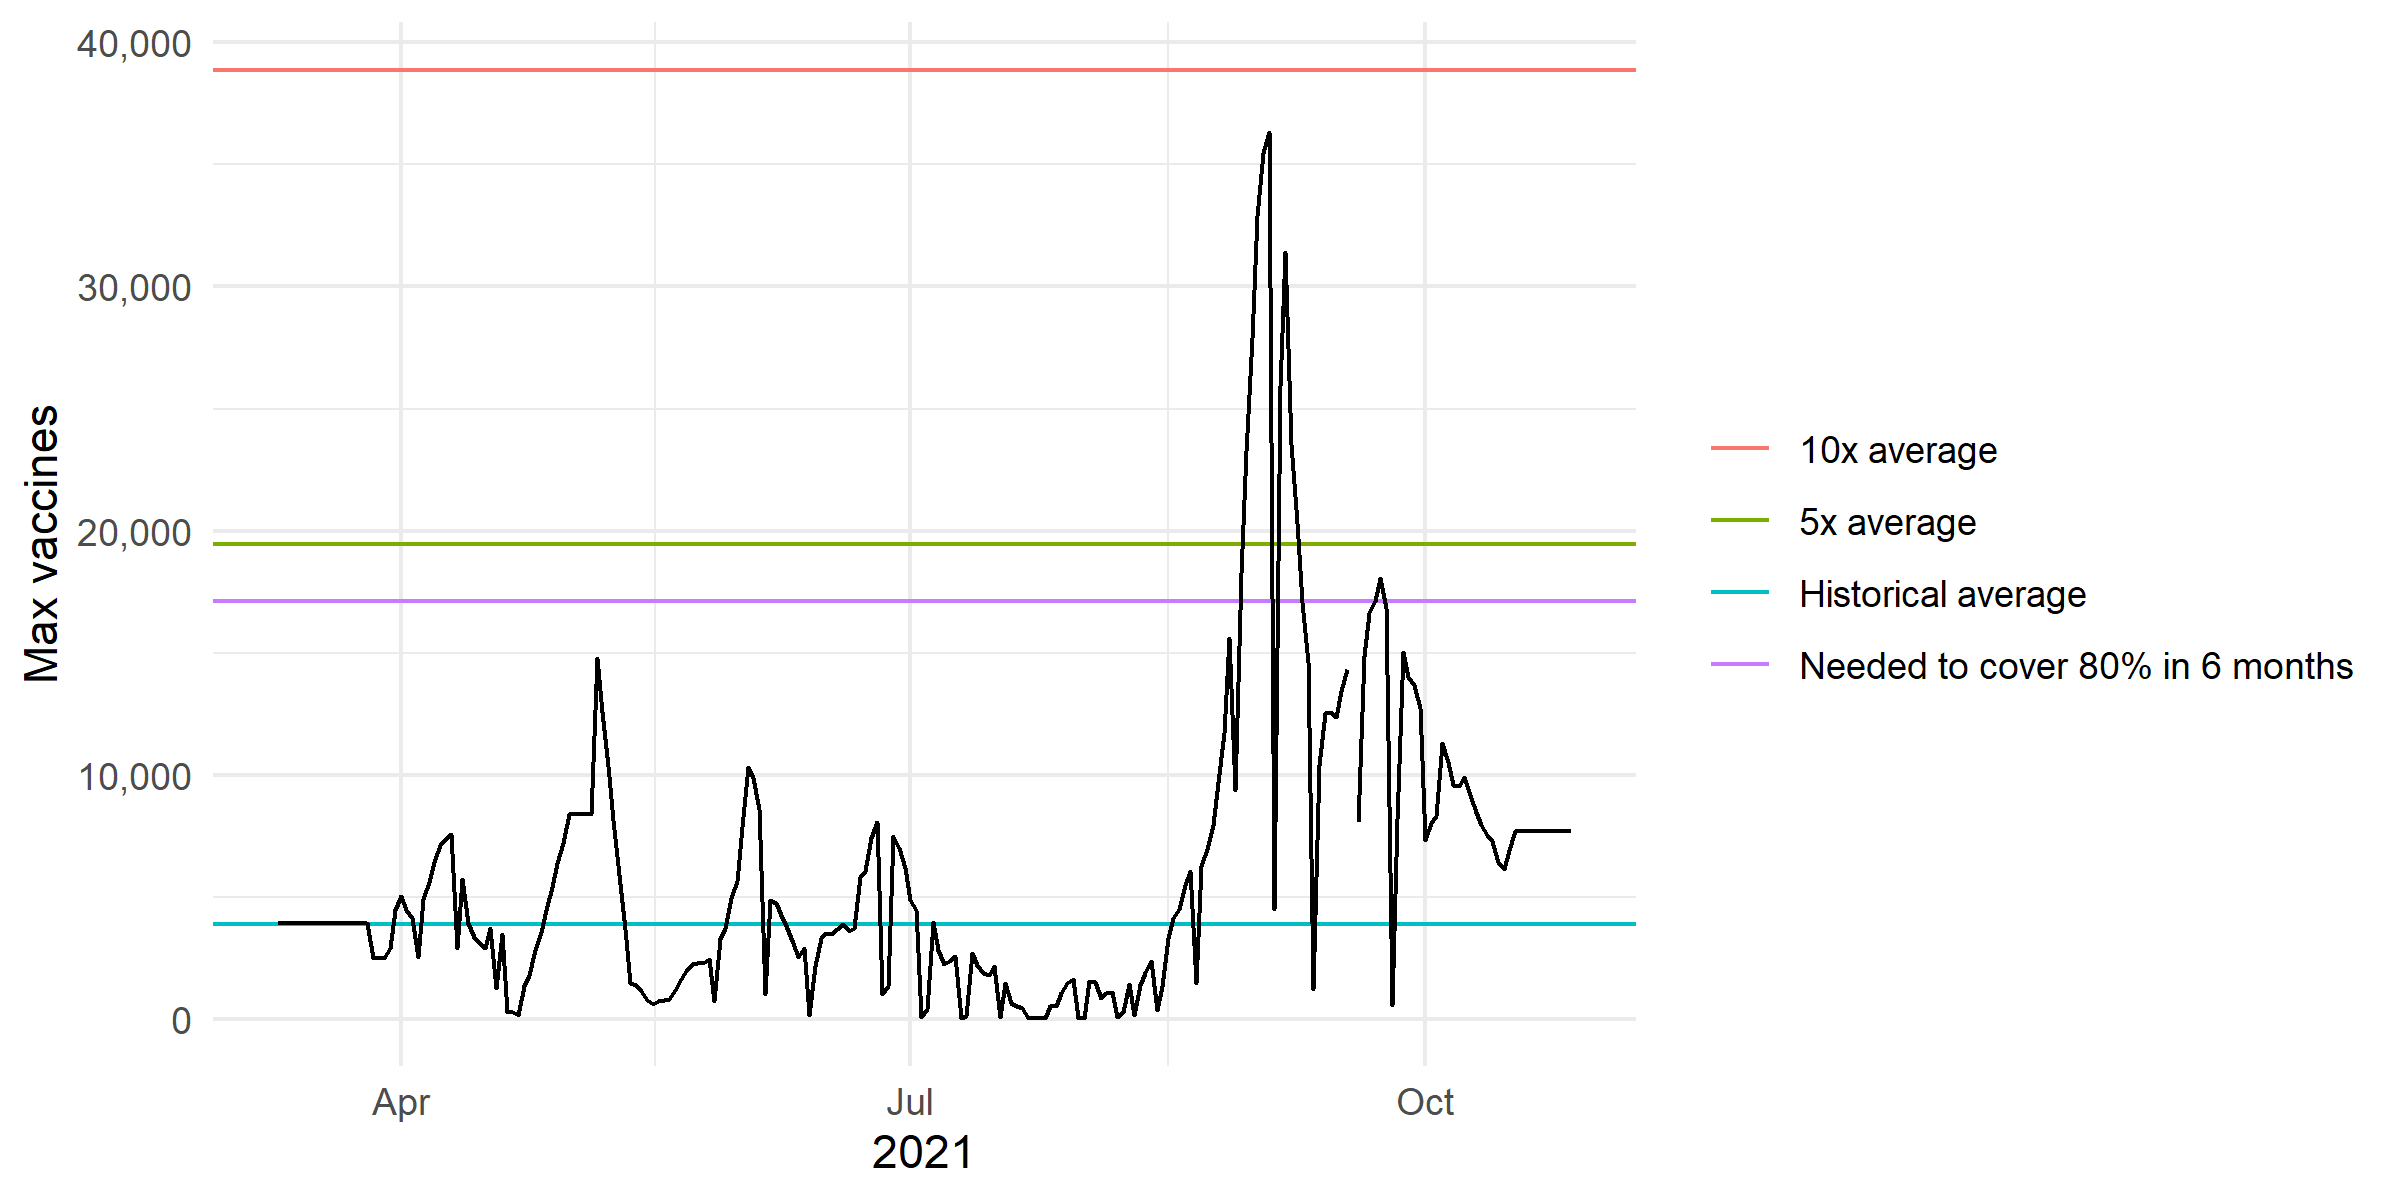 40,000
30,000
20,000
10,000
0
Max vaccines
Apr
Jul
Oct
2021
10x average
5x average
Historical average
Needed to cover 80% in 6 months